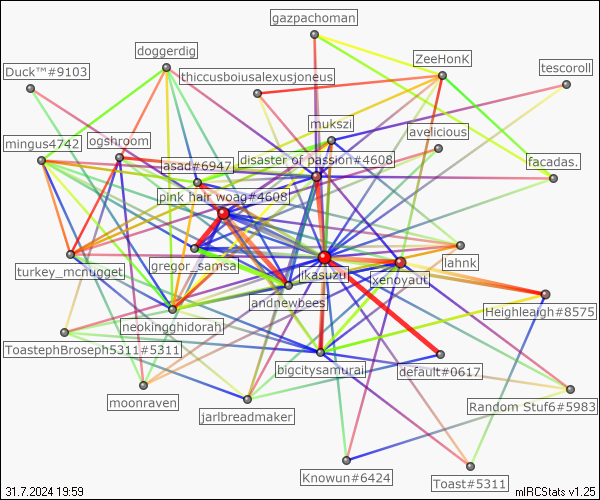 gazpachoman
doggerdig
ZeeHonK
Duck™#9103
thiccusboiusalexusjoneus
tescoroll
mukszi
avelicious
mingus4742
ogshroom
asad#6947
disaster of passion#4608
facadas.
pink hair woag#4608
turkey_mcnugget
gregor_samsa
likasuzu
xenoyaut
lahnk
andnewbees
Heighleaigh#8575
neokingghidorah
ToastephBroseph5311#5311
bigcitysamurai
default#0617
moonraven
jarlbreadmaker
Random Stuf6#5983
Knowun#6424
Toast#5311
31.7.2024 19:59
mIRCStats v1.25